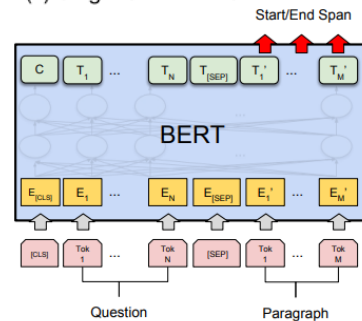 Start/End Span
C T1 ... TN T[SEP] T1' ... TM'
BERT
E[CLS] E1 ... EN E[SEP] E1' ... EM'
[CLS] Tok 1 ... Tok N [SEP] Tok 1 ... Tok M
Question Paragraph